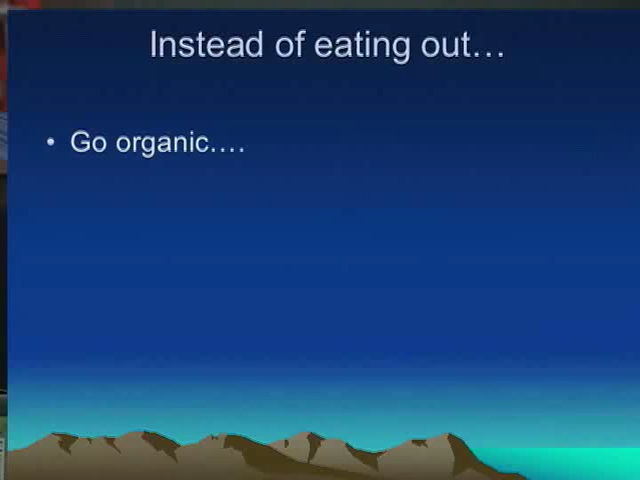 Instead of eating out…
• Go organic….